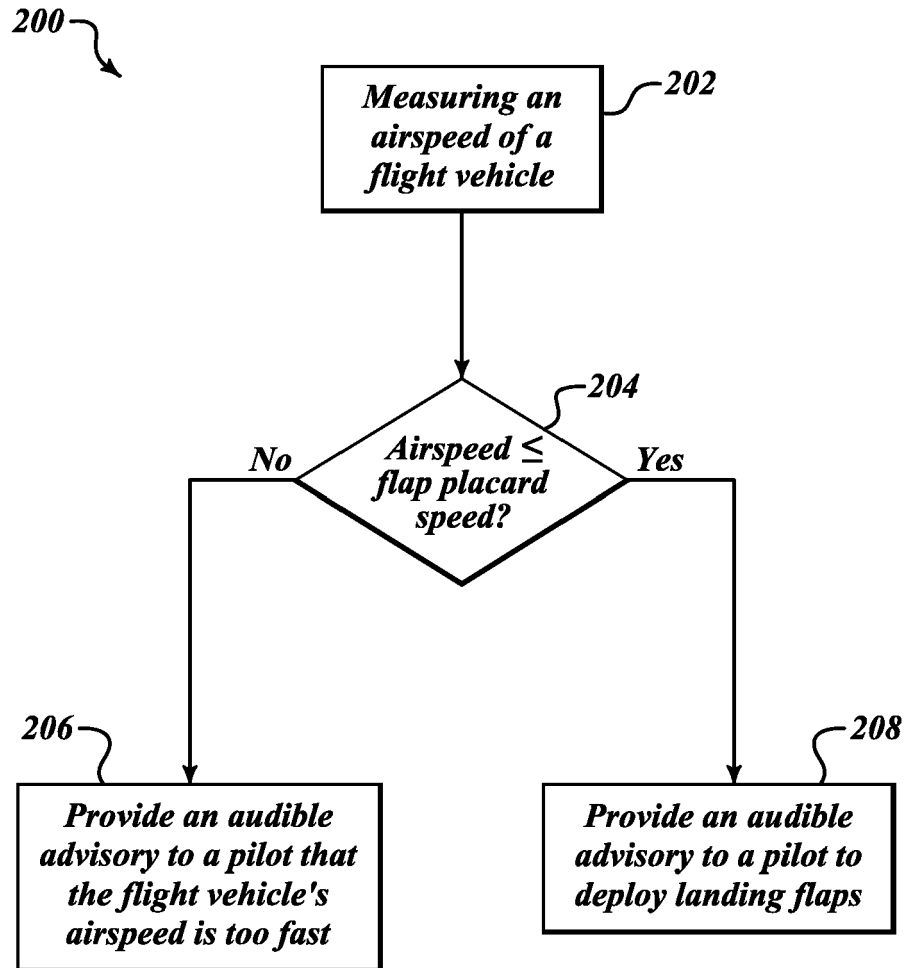 200
202
Measuring an
airspeed of a
flight vehicle
204
Airspeed ≤
flap placard
speed?
No
Yes
206
Provide an audible
advisory to a pilot that
the flight vehicle's
airspeed is too fast
208
Provide an audible
advisory to a pilot to
deploy landing flaps